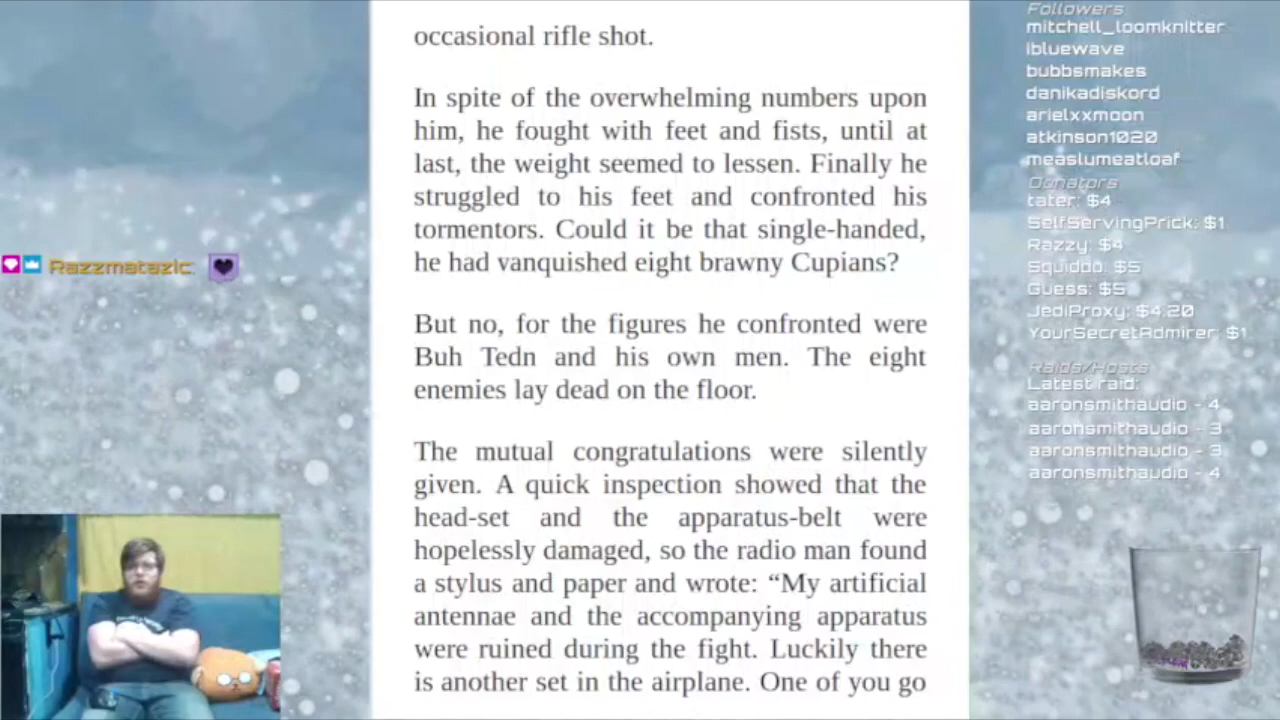 occasional rifle shot.
In spite of the overwhelming numbers upon
him, he fought with feet and fists, until at
last, the weight seemed to lessen. Finally he
struggled to his feet and confronted his
tormentors. Could it be that single-handed,
he had vanquished eight brawny Cupians?
But no, for the figures he confronted were
Buh Tedn and his own men. The eight
enemies lay dead on the floor.
The mutual congratulations were silently
given. A quick inspection showed that the
head-set and the apparatus-belt were
hopelessly damaged, so the radio man found
a stylus and paper and wrote: “My artificial
antennae and the accompanying apparatus
were ruined during the fight. Luckily there
is another set in the airplane. One of you go
Razzmatazic:
Followers
mitchell_loomknitter
ibluewave
bubbsmakes
danikadiskord
arielxxmoon
atkinson1020
measlumeatloaf
Donators
tater: $4
SelfServingPrick: $1
Razzy: $4
Squidoo: $5
Guess: $5
JediProxy: $4.20
YourSecretAdmirer: $1
Raids/Hosts
Latest raid:
aaronsmithaudio - 4
aaronsmithaudio - 3
aaronsmithaudio - 3
aaronsmithaudio - 4